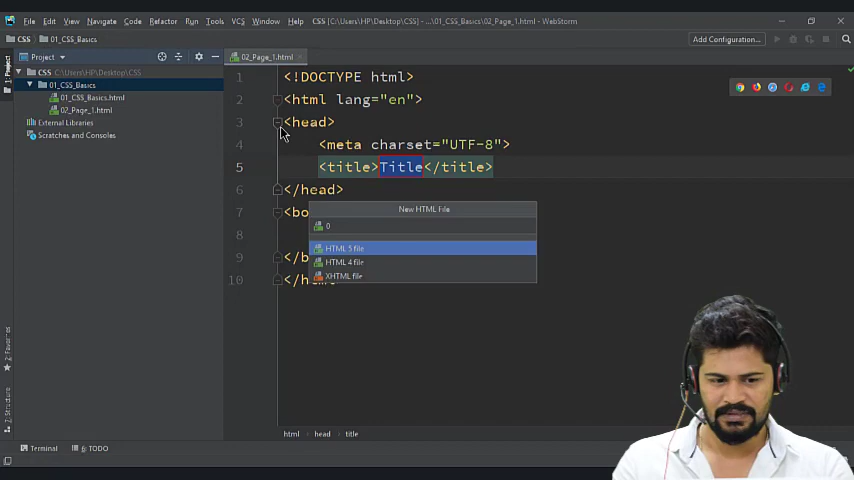 File Edit View Navigate Code Refactor Run Tools VCS Window Help CSS [C:\Users\HP\Desktop\CSS] - ...\01_CSS_Basics\02_Page_1.html - WebStorm
CSS 01_CSS_Basics
Add Configuration...
Project
02_Page_1.html
1: Project
CSS C:\Users\HP\Desktop\CSS
01_CSS_Basics
01_CSS_Basics.html
02_Page_1.html
External Libraries
Scratches and Consoles
1 <!DOCTYPE html>
2 <html lang="en">
3 <head>
4 <meta charset="UTF-8">
5 <title>Title</title>
6 </head>
7 <bo
8
9 </b
10 </h
New HTML File
0
HTML 5 file
HTML 4 file
XHTML file
2: Favorites
html head title
Terminal 6: TODO